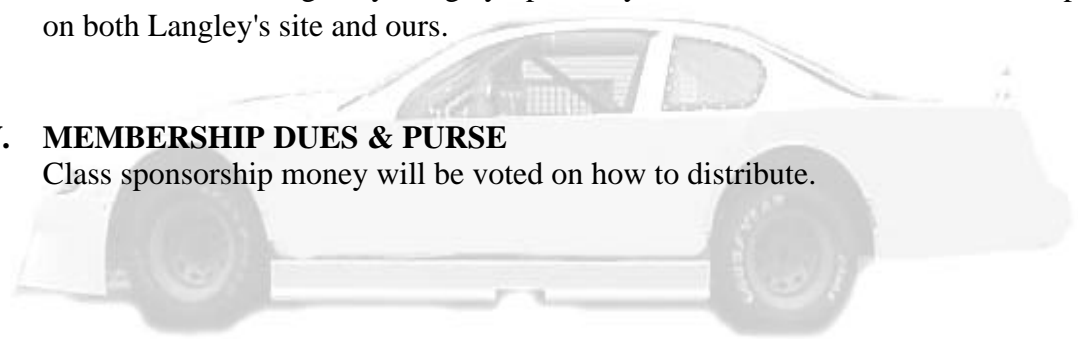 on both Langley's site and ours.
MEMBERSHIP DUES & PURSE
Class sponsorship money will be voted on how to distribute.
GOODYEAR